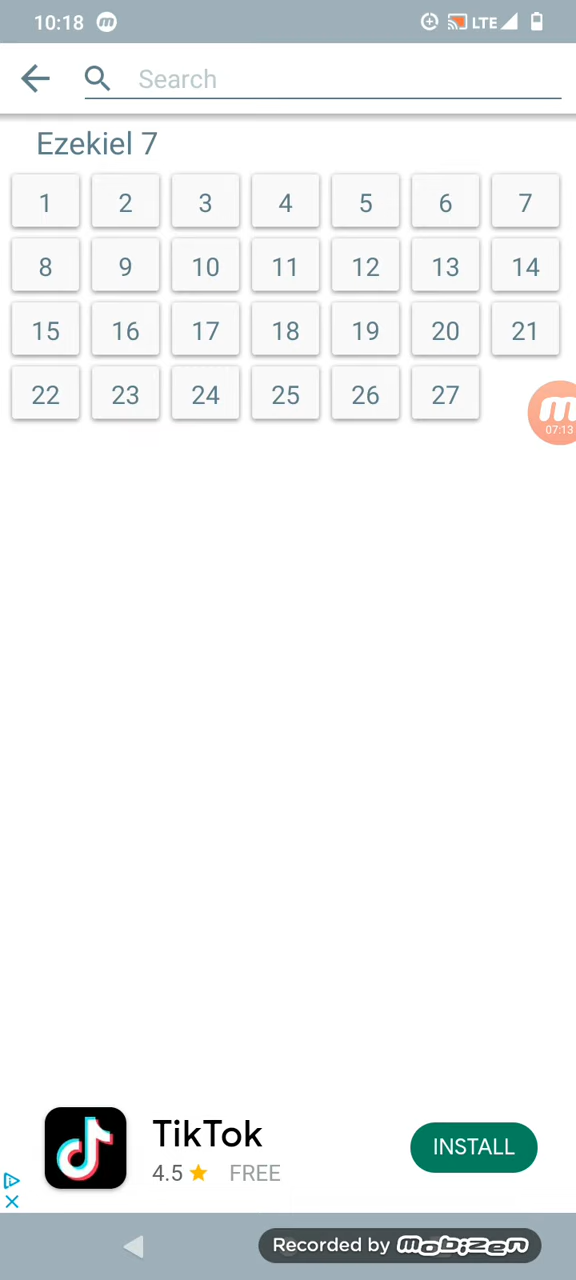 10:18 LTE
Search
Ezekiel 7
1 2 3 4 5 6 7
8 9 10 11 12 13 14
15 16 17 18 19 20 21
22 23 24 25 26 27
07:13
TikTok
4.5 FREE
INSTALL
Recorded by mobizen